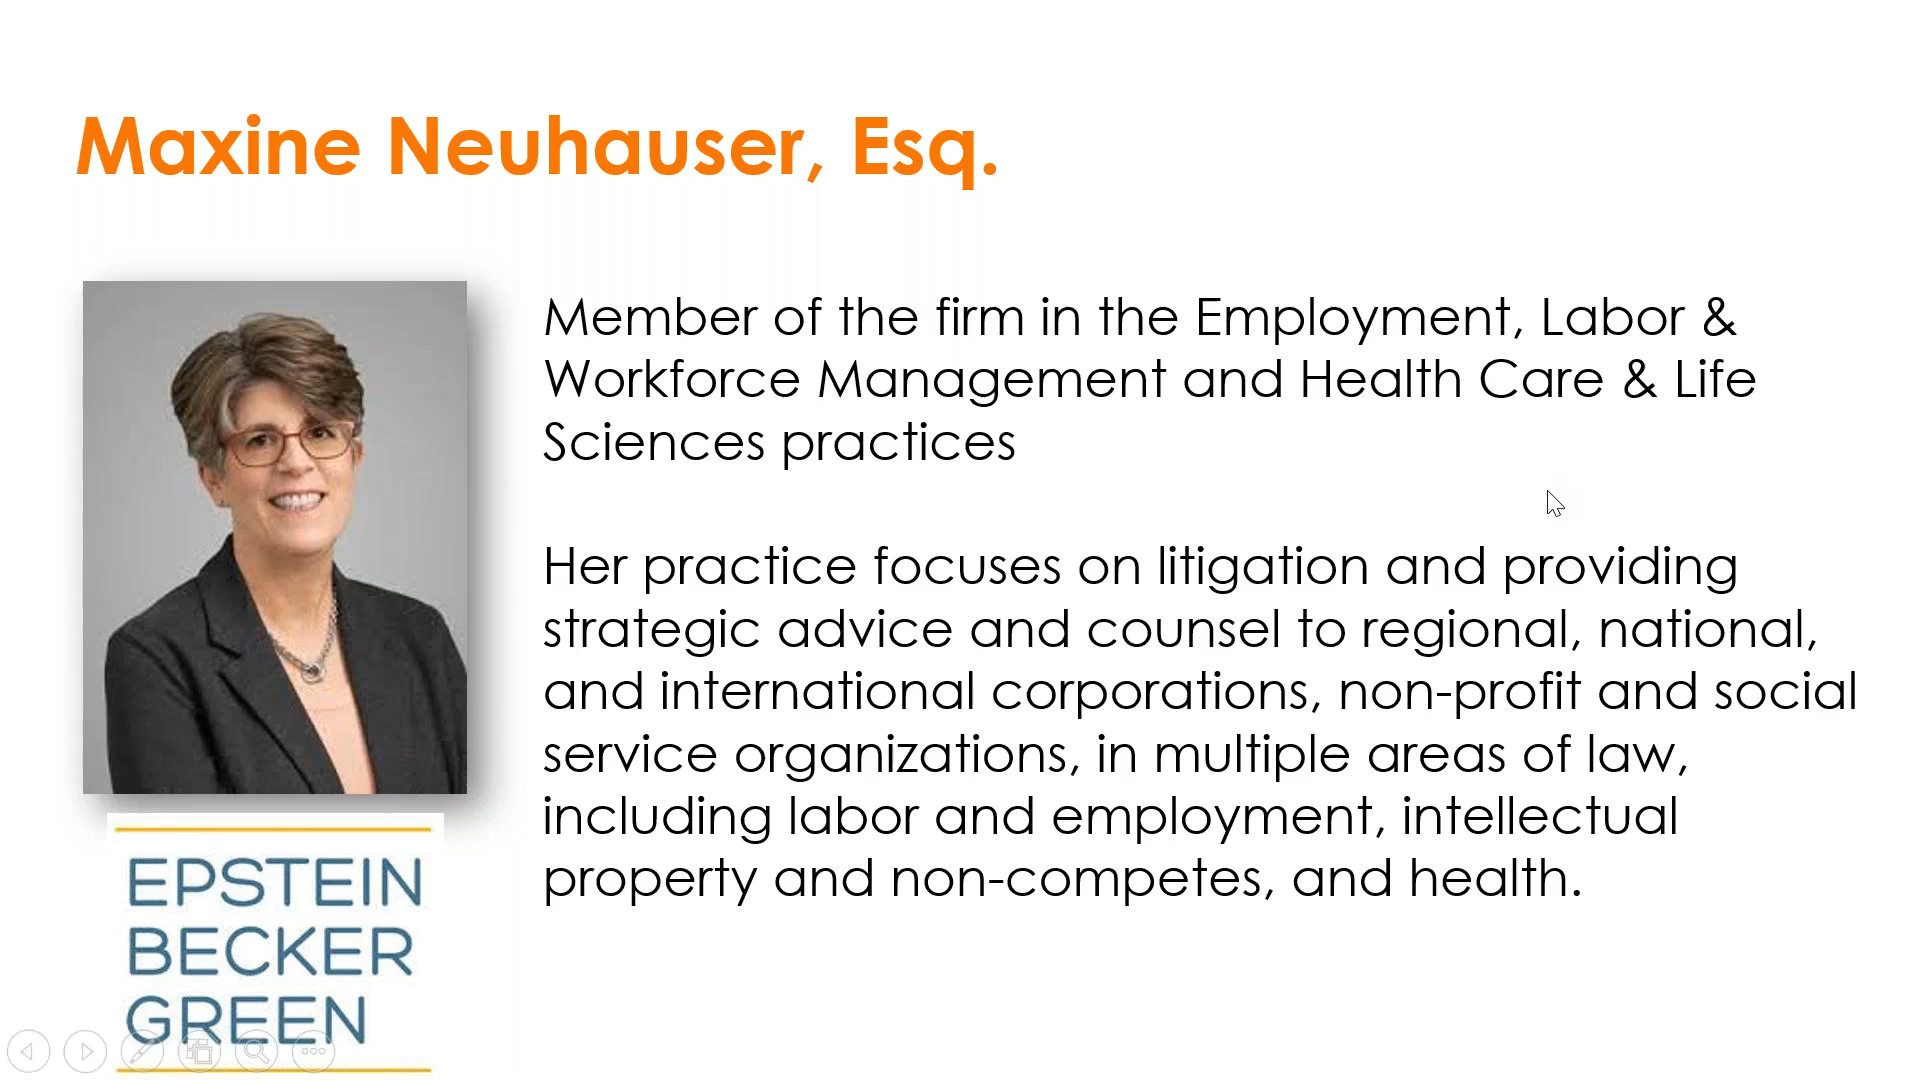 Maxine Neuhauser, Esq.
Member of the firm in the Employment, Labor &
Workforce Management and Health Care & Life
Sciences practices
Her practice focuses on litigation and providing
strategic advice and counsel to regional, national,
and international corporations, non-profit and social
service organizations, in multiple areas of law,
including labor and employment, intellectual
property and non-competes, and health.
EPSTEIN
BECKER
GREEN